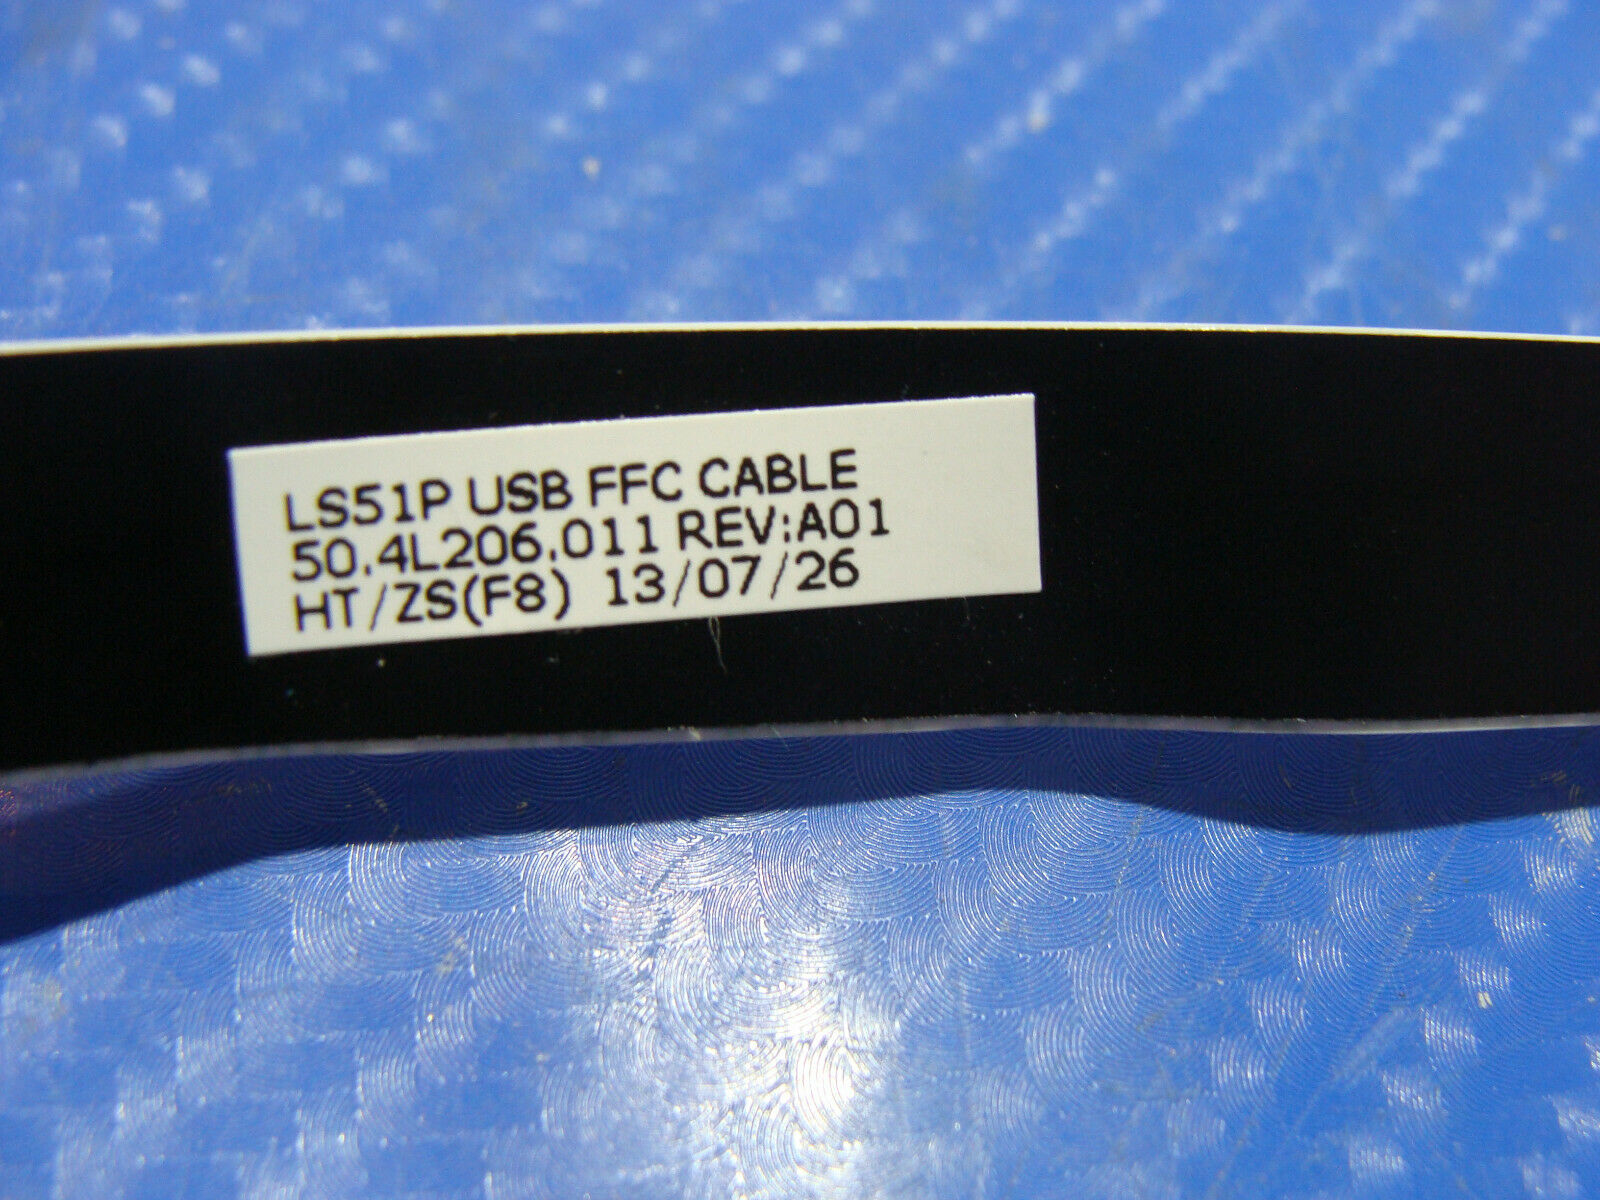 LS51P USB FFC CABLE
50.4L206.011 REV:A01
HT/ZS(F8) 13/07/26